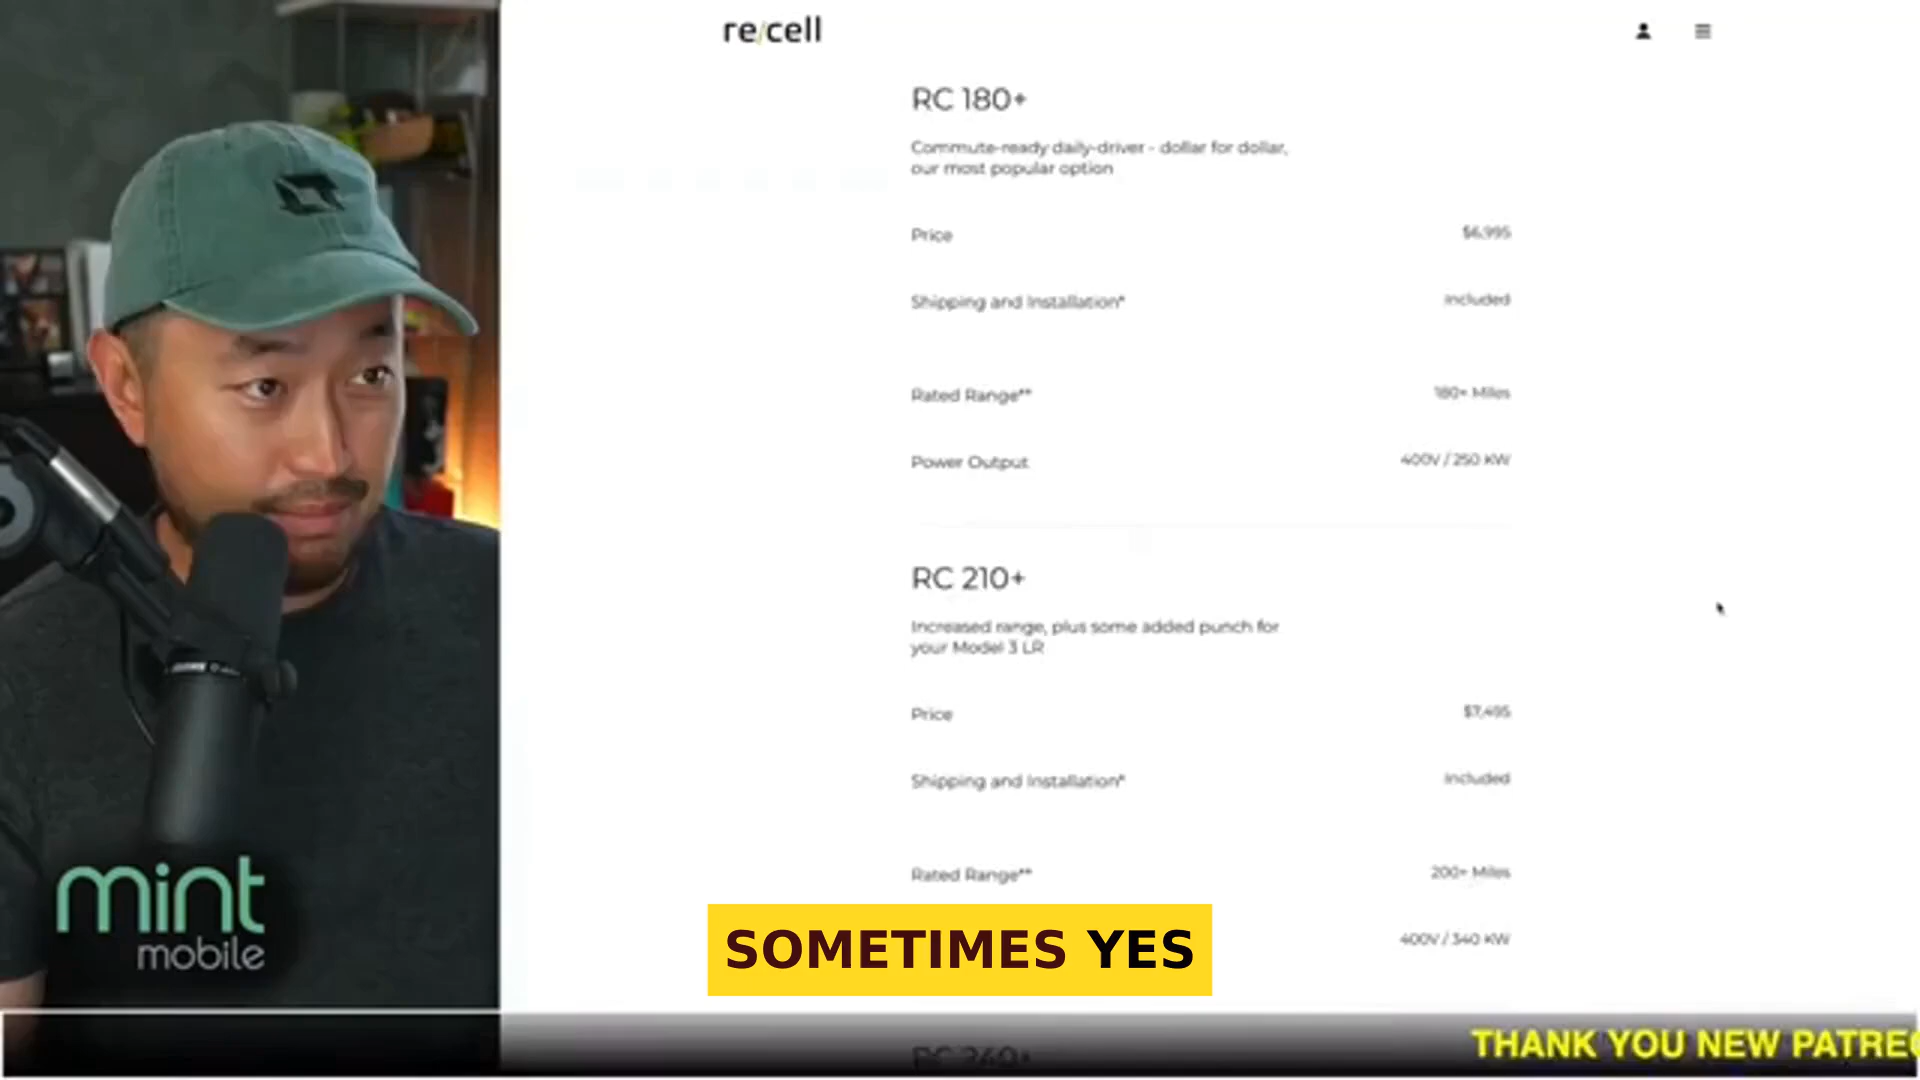 re/cell
RC 180+
Commute-ready daily-driver - dollar for dollar,
our most popular option
Price
$6,995
Shipping and Installation*
Included
Rated Range**
180+ Miles
Power Output
400V / 250 KW
RC 210+
Increased range, plus some added punch for
your Model 3 LR
Price
$7,495
Shipping and Installation*
Included
Rated Range**
200+ Miles
400V / 340 KW
mint
mobile
SOMETIMES YES
RC 240+
THANK YOU NEW PATRE